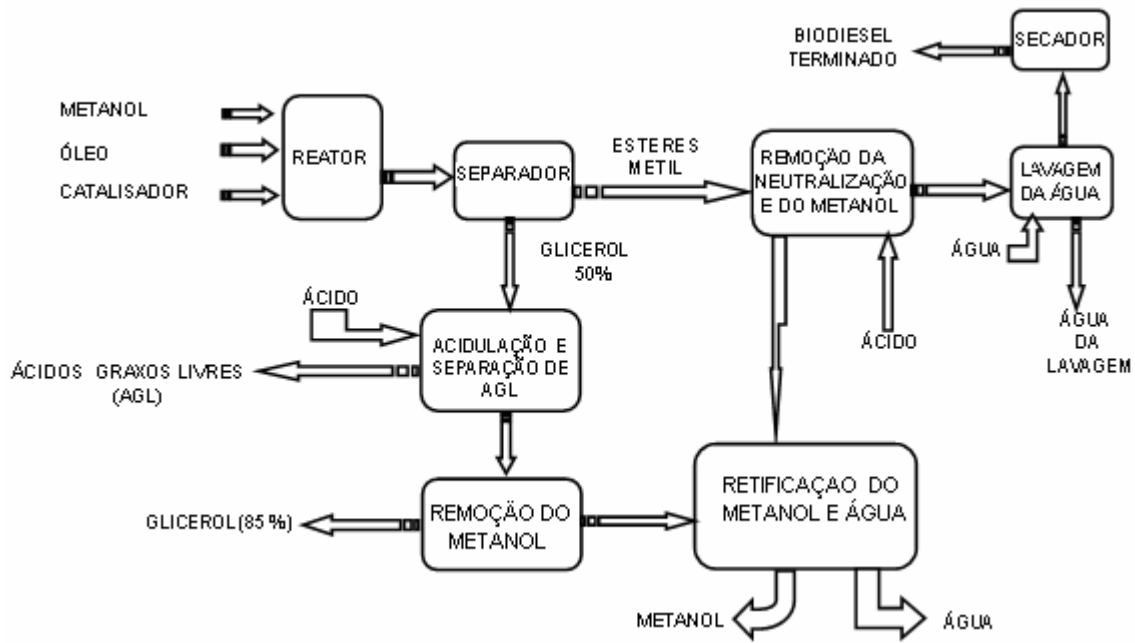 BIODIESEL
TERMINADO
SECADOR
METANOL
ÓLEO
CATALISADOR
REATOR
SEPARADOR
ESTERES
METIL
REMOÇÃO DA
NEUTRALIZAÇÃO
E DO METANOL
LAVAGEM
DA ÁGUA
ÁGUA
GLICEROL
50%
ÁCIDO
ÁCIDO
ÁGUA
DA
LAVAGEM
ACIDULAÇÃO E
SEPARAÇÃO DE
AGL
ÁCIDOS GRAXOS LIVRES
(AGL)
GLICEROL(85%)
REMOÇÃO DO
METANOL
RETIFICAÇAO DO
METANOL E ÁGUA
METANOL
ÁGUA